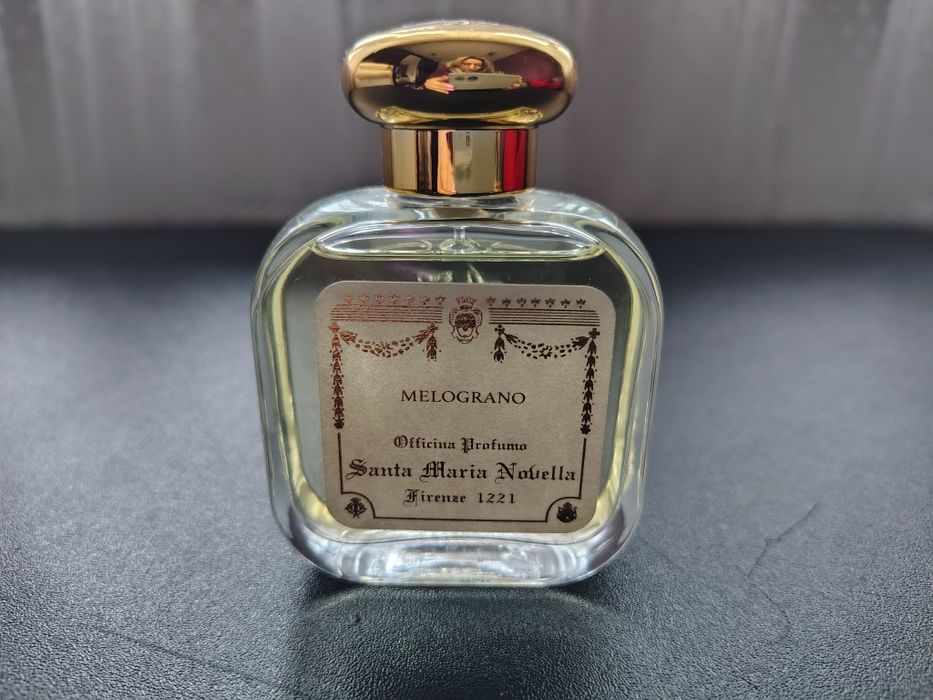 MELOGRANO
Officina Profumo
Santa Maria Novella
Firenze 1221